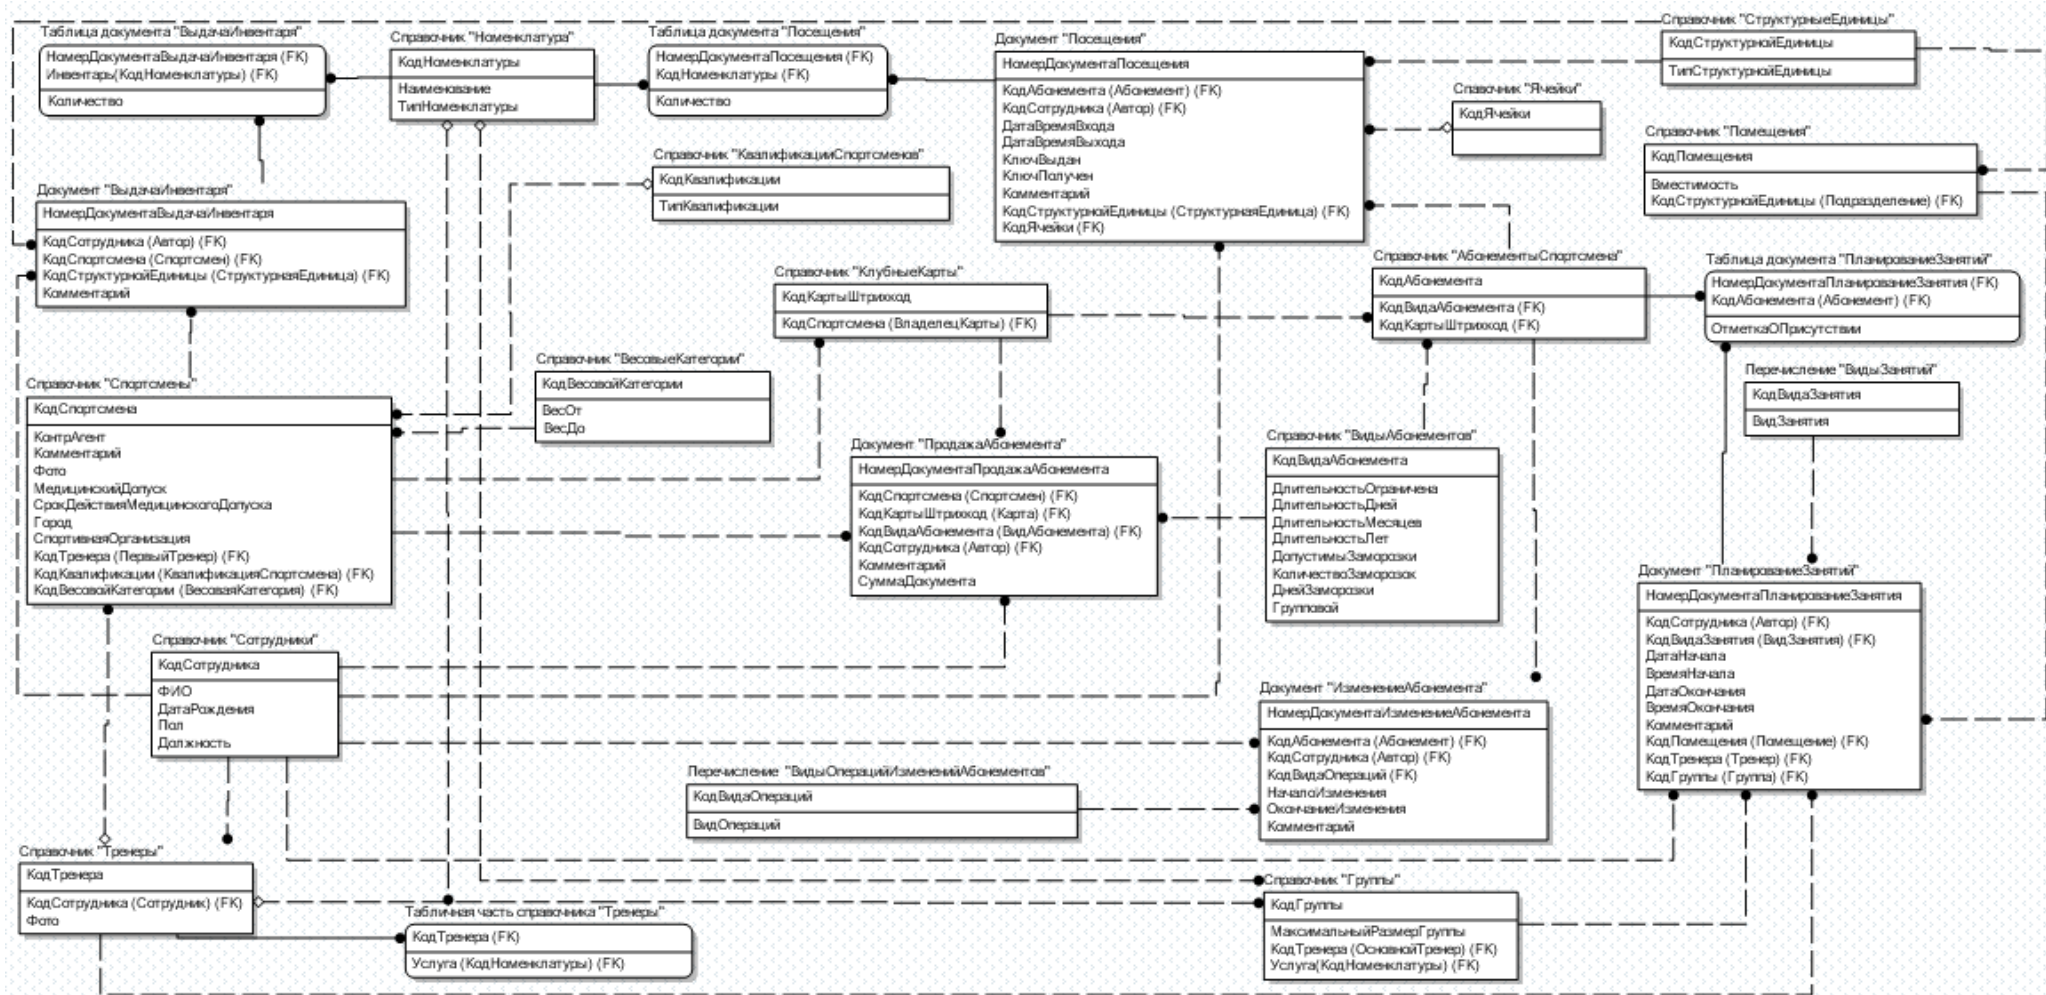 Таблица документа "ВыдачаИнвентаря"
НомерДокументаВыдачаИнвентаря (FK)
Инвентарь(КодНоменклатуры) (FK)
Количество
Справочник "Номенклатура"
КодНоменклатуры
Наименование
ТипНоменклатуры
Таблица документа "Посещения"
НомерДокументаПосещения (FK)
КодНоменклатуры (FK)
Количество
Документ "Посещения"
НомерДокументаПосещения
КодАбонемента (Абонемент) (FK)
КодСотрудника (Автор) (FK)
ДатаВремяВхода
ДатаВремяВыхода
КлючВыдан
КлючПолучен
Комментарий
КодСтруктурнойЕдиницы (СтруктурнаяЕдиница) (FK)
КодЯчейки (FK)
Справочник "СтруктурныеЕдиницы"
КодСтруктурнойЕдиницы
ТипСтруктурнойЕдиницы
Спавочник "Ячейки"
КодЯчейки
Справочник "Помещения"
КодПомещения
Вместимость
КодСтруктурнойЕдиницы (Подразделение) (FK)
Справочник "КвалификацииСпортсменов"
КодКвалификации
ТипКвалификации
Документ "ВыдачаИнвентаря"
НомерДокументаВыдачаИнвентаря
КодСотрудника (Автор) (FK)
КодСпортсмена (Спортсмен) (FK)
КодСтруктурнойЕдиницы (СтруктурнаяЕдиница) (FK)
Комментарий
Справочник "КлубныеКарты"
КодКартыШтрихкод
КодСпортсмена (ВладелецКарты) (FK)
Справочник "АбонементыСпортсмена"
КодАбонемента
КодВидаАбонемента (FK)
КодКартыШтрихкод (FK)
Таблица документа "ПланированиеЗанятий"
НомерДокументаПланированиеЗанятия (FK)
КодАбонемента (Абонемент) (FK)
ОтметкаОПрисутствии
Справочник "ВесовыеКатегории"
КодВесовойКатегории
ВесОт
ВесДо
Перечисление "ВидыЗанятий"
КодВидаЗанятия
ВидЗанятия
Справочник "Спортсмены"
КодСпортсмена
КонтрАгент
Комментарий
Фото
МедицинскийДопуск
СрокДействияМедицинскогоДопуска
Город
СпортивнаяОрганизация
КодТренера (ПервыйТренер) (FK)
КодКвалификации (КвалификацияСпортсмена) (FK)
КодВесовойКатегории (ВесоваяКатегория) (FK)
Документ "ПродажаАбонемента"
НомерДокументаПродажаАбонемента
КодСпортсмена (Спортсмен) (FK)
КодКартыШтрихкод (Карта) (FK)
КодВидаАбонемента (ВидАбонемента) (FK)
КодСотрудника (Автор) (FK)
Комментарий
СуммаДокумента
Справочник "ВидыАбонементов"
КодВидаАбонемента
ДлительностьОграничена
ДлительностьДней
ДлительностьМесяцев
ДлительностьЛет
ДопустимыЗаморозки
КоличествоЗаморозок
ДнейЗаморозки
Групповой
Документ "ПланированиеЗанятий"
НомерДокументаПланированиеЗанятия
КодСотрудника (Автор) (FK)
КодВидаЗанятия (ВидЗанятия) (FK)
ДатаНачала
ВремяНачала
ДатаОкончания
ВремяОкончания
Комментарий
КодПомещения (Помещение) (FK)
КодТренера (Тренер) (FK)
КодГруппы (Группа) (FK)
Справочник "Сотрудники"
КодСотрудника
ФИО
ДатаРождения
Пол
Должность
Документ "ИзменениеАбонемента"
НомерДокументаИзменениеАбонемента
КодАбонемента (Абонемент) (FK)
КодСотрудника (Автор) (FK)
КодВидаОпераций (FK)
НачалоИзменения
ОкончаниеИзменения
Комментарий
Перечисление "ВидыОперацийИзмененийАбонементов"
КодВидаОпераций
ВидОпераций
Справочник "Тренеры"
КодТренера
КодСотрудника (Сотрудник) (FK)
Фото
Табличная часть справочника "Тренеры"
КодТренера (FK)
Услуга (КодНоменклатуры) (FK)
Справочник "Группы"
КодГруппы
МаксимальныйРазмерГруппы
КодТренера (ОсновнойТренер) (FK)
Услуга(КодНоменклатуры) (FK)